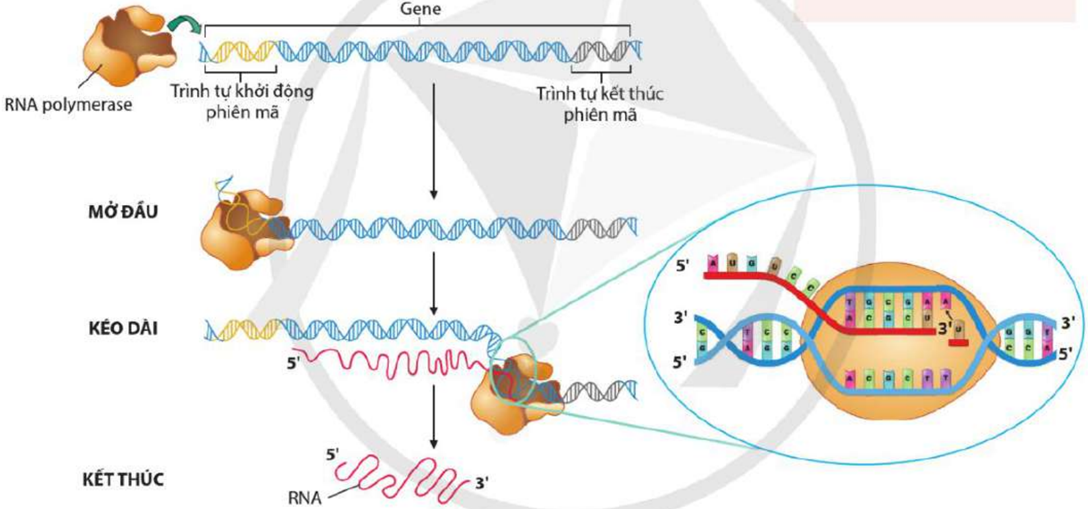 Gene
RNA polymerase
Trình tự khởi động
phiên mã
Trình tự kết thúc
phiên mã
MỞ ĐẦU
KÉO DÀI
5'
KẾT THÚC
5'
3'
RNA
5'
A U G U C C
T G C G A A
A C G C U
3'
U
3'
3'
5'
5'
A C G C T T